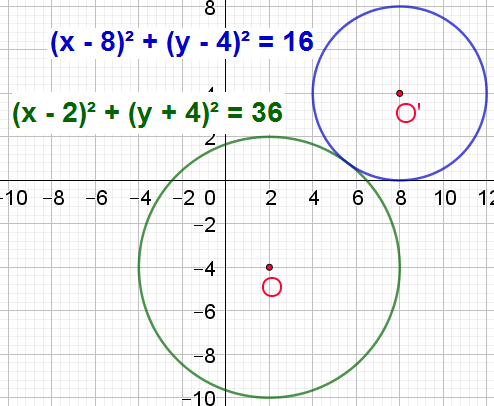 8
(x - 8)² + (y - 4)² = 16
O'
(x - 2)² + (y + 4)² = 36
2
−10 −8 −6 −4 −2 0 2 4 6 8 10 12
−2
−4
O
−6
−8
−10